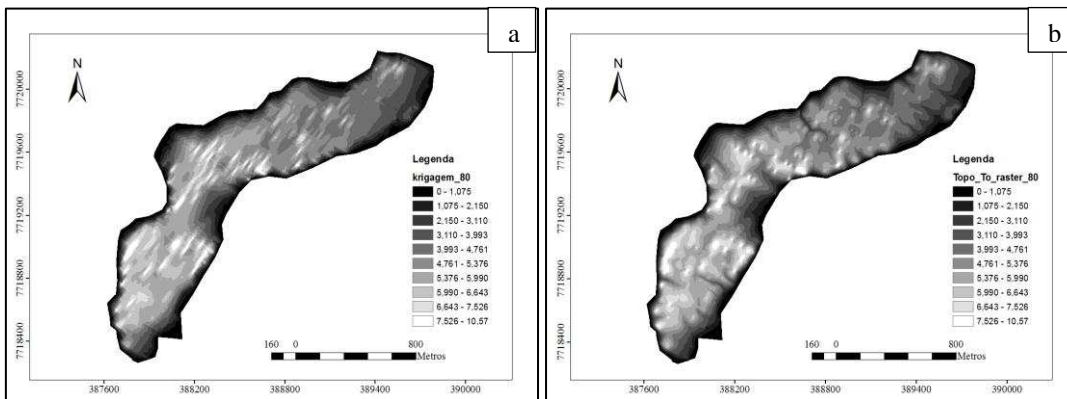 a
N
7720000
7719600
7719200
7718800
7718400
Legenda
krigagem_80
0 - 1,075
1,075 - 2,150
2,150 - 3,110
3,110 - 3,993
3,993 - 4,761
4,761 - 5,376
5,376 - 5,990
5,990 - 6,643
6,643 - 7,526
7,526 - 10,57
160 0 800
Metros
387600 388200 388800 389400 390000
b
N
7720000
7719600
7719200
7718800
7718400
Legenda
Topo_To_raster_80
0 - 1,075
1,075 - 2,150
2,150 - 3,110
3,110 - 3,993
3,993 - 4,761
4,761 - 5,376
5,376 - 5,990
5,990 - 6,643
6,643 - 7,526
7,526 - 10,57
160 0 800
Metros
387600 388200 388800 389400 390000